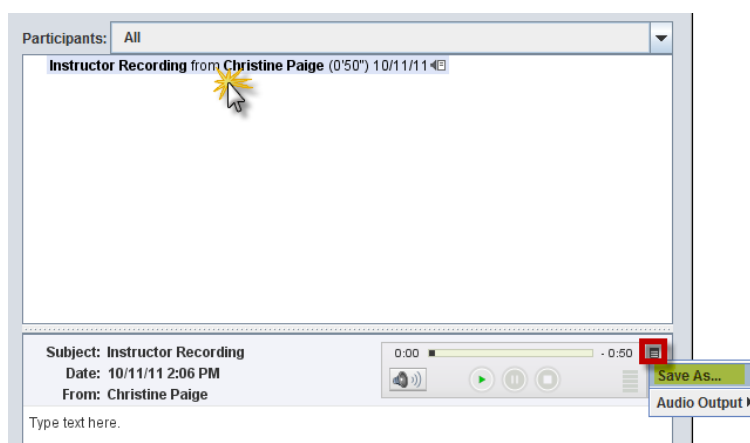 Participants: All
Instructor Recording from Christine Paige (0'50") 10/11/11
Subject: Instructor Recording
0:00 - 0:50
Date: 10/11/11 2:06 PM
Save As...
From: Christine Paige
Audio Output
Type text here.